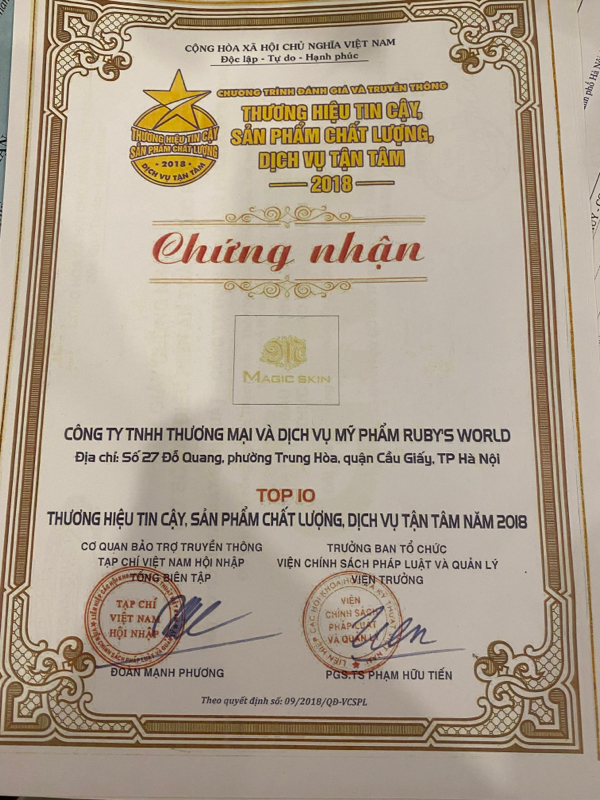 CỘNG HÒA XÃ HỘI CHỦ NGHĨA VIỆT NAM
Độc lập - Tự do - Hạnh phúc
THƯƠNG HIỆU TIN CẬY
SẢN PHẨM CHẤT LƯỢNG
2018
DỊCH VỤ TẬN TÂM
CHƯƠNG TRÌNH ĐÁNH GIÁ VÀ TRUYỀN THÔNG
THƯƠNG HIỆU TIN CẬY,
SẢN PHẨM CHẤT LƯỢNG,
DỊCH VỤ TẬN TÂM
2018
Chứng nhận
MAGIC SKIN
CÔNG TY TNHH THƯƠNG MẠI VÀ DỊCH VỤ MỸ PHẨM RUBY'S WORLD
Địa chỉ: Số 27 Đỗ Quang, phường Trung Hòa, quận Cầu Giấy, TP Hà Nội
TOP 10
THƯƠNG HIỆU TIN CẬY, SẢN PHẨM CHẤT LƯỢNG, DỊCH VỤ TẬN TÂM NĂM 2018
CƠ QUAN BẢO TRỢ TRUYỀN THÔNG
TẠP CHÍ VIỆT NAM HỘI NHẬP
TỔNG BIÊN TẬP
TẠP CHÍ
VIỆT NAM
HỘI NHẬP
ĐOÀN MẠNH PHƯƠNG
TRƯỞNG BAN TỔ CHỨC
VIỆN CHÍNH SÁCH PHÁP LUẬT VÀ QUẢN LÝ
VIỆN TRƯỞNG
VIỆN
CHÍNH SÁCH
PHÁP LUẬT
VÀ QUẢN LÝ
PGS.TS PHẠM HỮU TIẾN
Theo quyết định số: 09/2018/QĐ-VCSPL